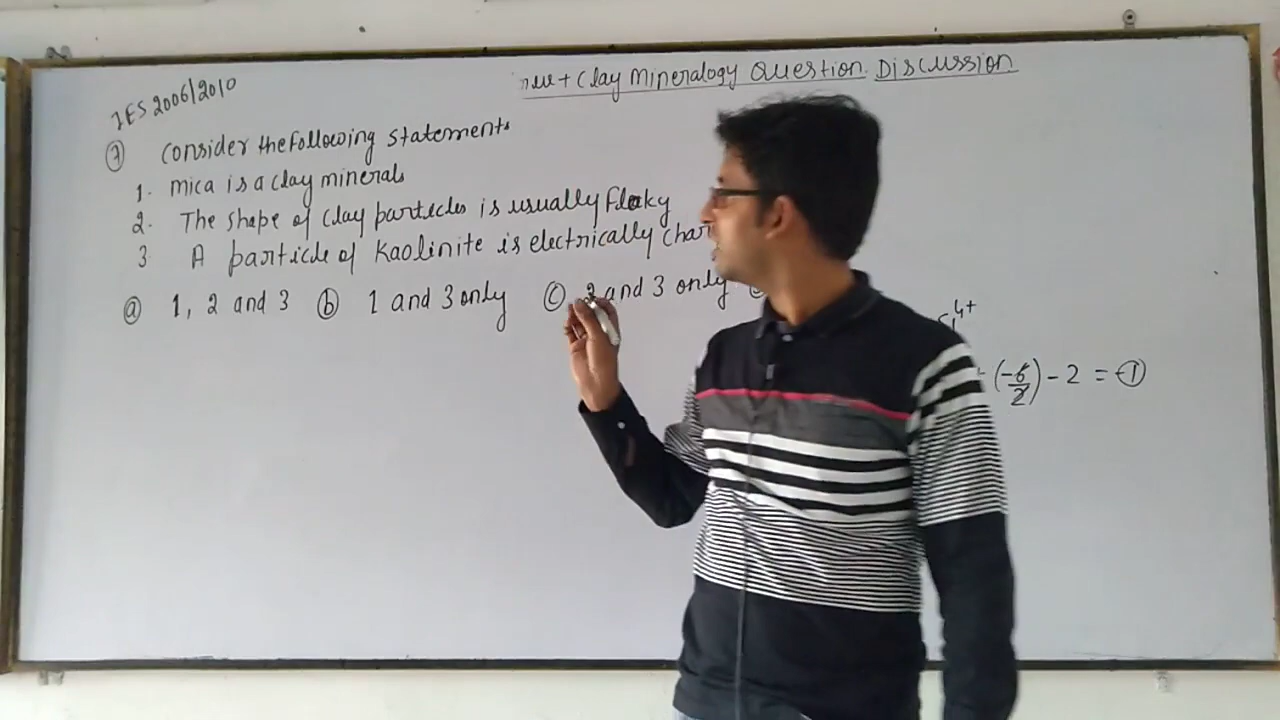 + Clay Mineralogy Question Discussion
IES 2006/2010
7 Consider the following statements
1. Mica is a clay minerals
2. The shape of clay particles is usually Flaky
3 A particle of Kaolinite is electrically char
a 1, 2 and 3 b 1 and 3 only c 2 and 3 only
4+
(-6/2) - 2 = -1